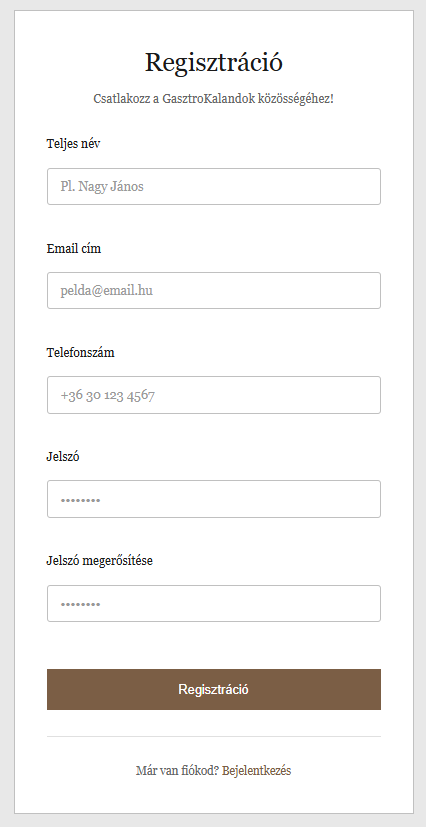 Regisztráció
Csatlakozz a GasztroKalandok közösségéhez!
Teljes név
Pl. Nagy János
Email cím
pelda@email.hu
Telefonszám
+36 30 123 4567
Jelszó
••••••••
Jelszó megerősítése
••••••••
Regisztráció
Már van fiókod? Bejelentkezés